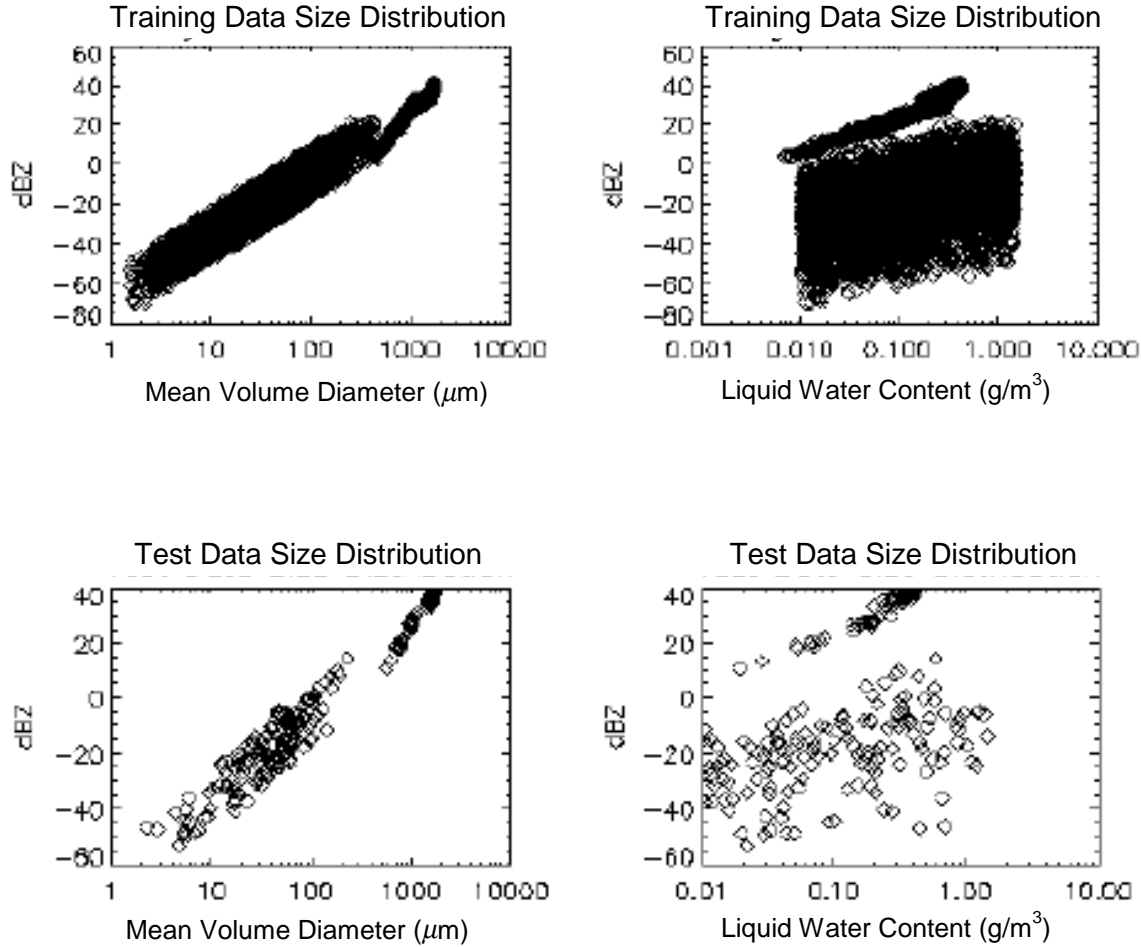 Training Data Size Distribution
60
40
20
0
−20
−40
−60
−80
dBZ
1 10 100 1000 10000
Mean Volume Diameter (μm)
Training Data Size Distribution
60
40
20
0
−20
−40
−60
−80
dBZ
0.001 0.010 0.100 1.000 10.000
Liquid Water Content (g/m³)
Test Data Size Distribution
40
20
0
−20
−40
−60
dBZ
1 10 100 1000 10000
Mean Volume Diameter (μm)
Test Data Size Distribution
40
20
0
−20
−40
−60
dBZ
0.01 0.10 1.00 10.00
Liquid Water Content (g/m³)